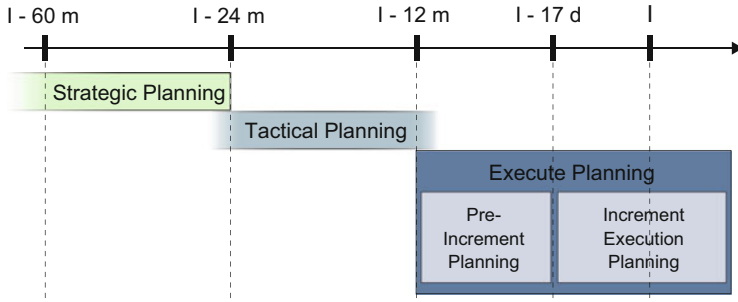 I - 60 m
I - 24 m
I - 12 m
I - 17 d
I
Strategic Planning
Tactical Planning
Execute Planning
Pre-
Increment
Planning
Increment
Execution
Planning